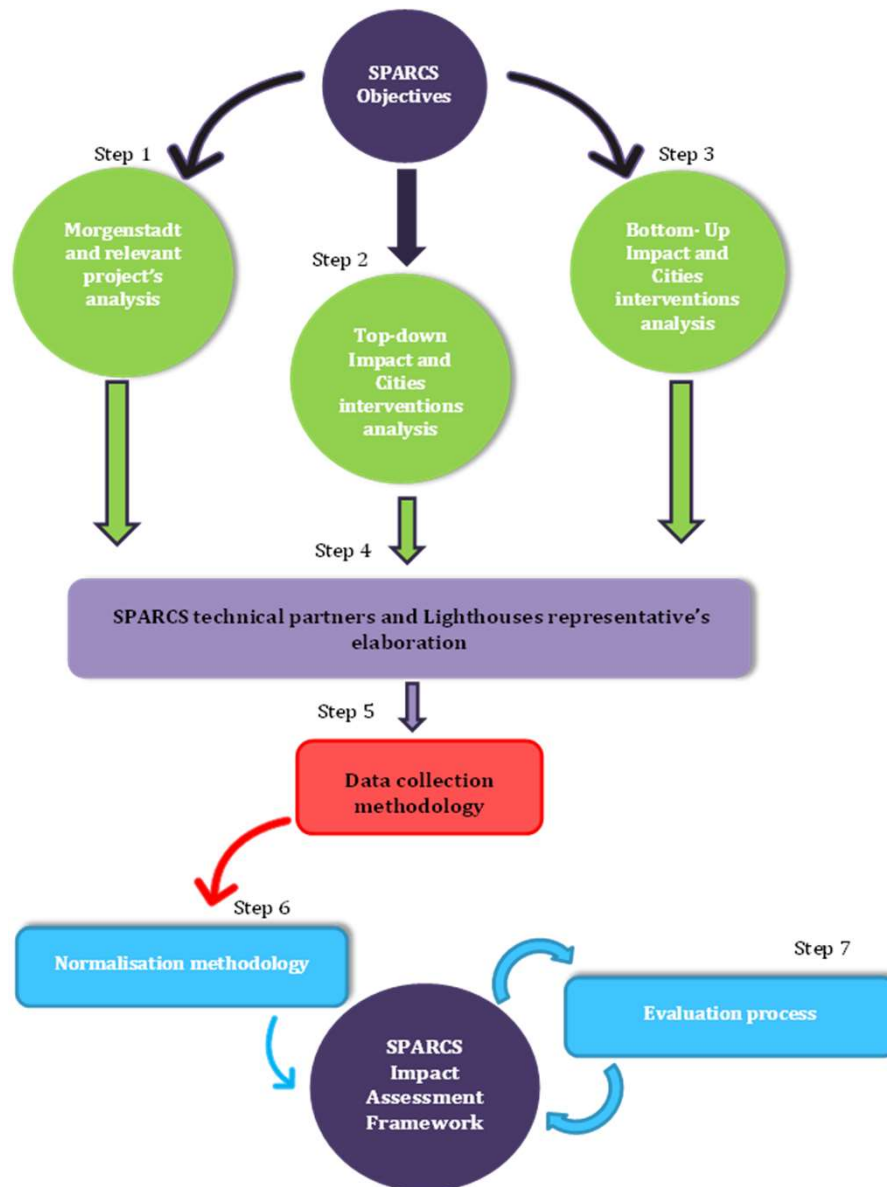 SPARCS
Objectives
Step 1
Step 3
Morgenstadt
and relevant
project's
analysis
Step 2
Bottom- Up
Impact and
Cities
interventions
analysis
Top-down
Impact and
Cities
interventions
analysis
Step 4
SPARCS technical partners and Lighthouses representative's
elaboration
Step 5
Data collection
methodology
Step 6
Normalisation methodology
Step 7
Evaluation process
SPARCS
Impact
Assessment
Framework